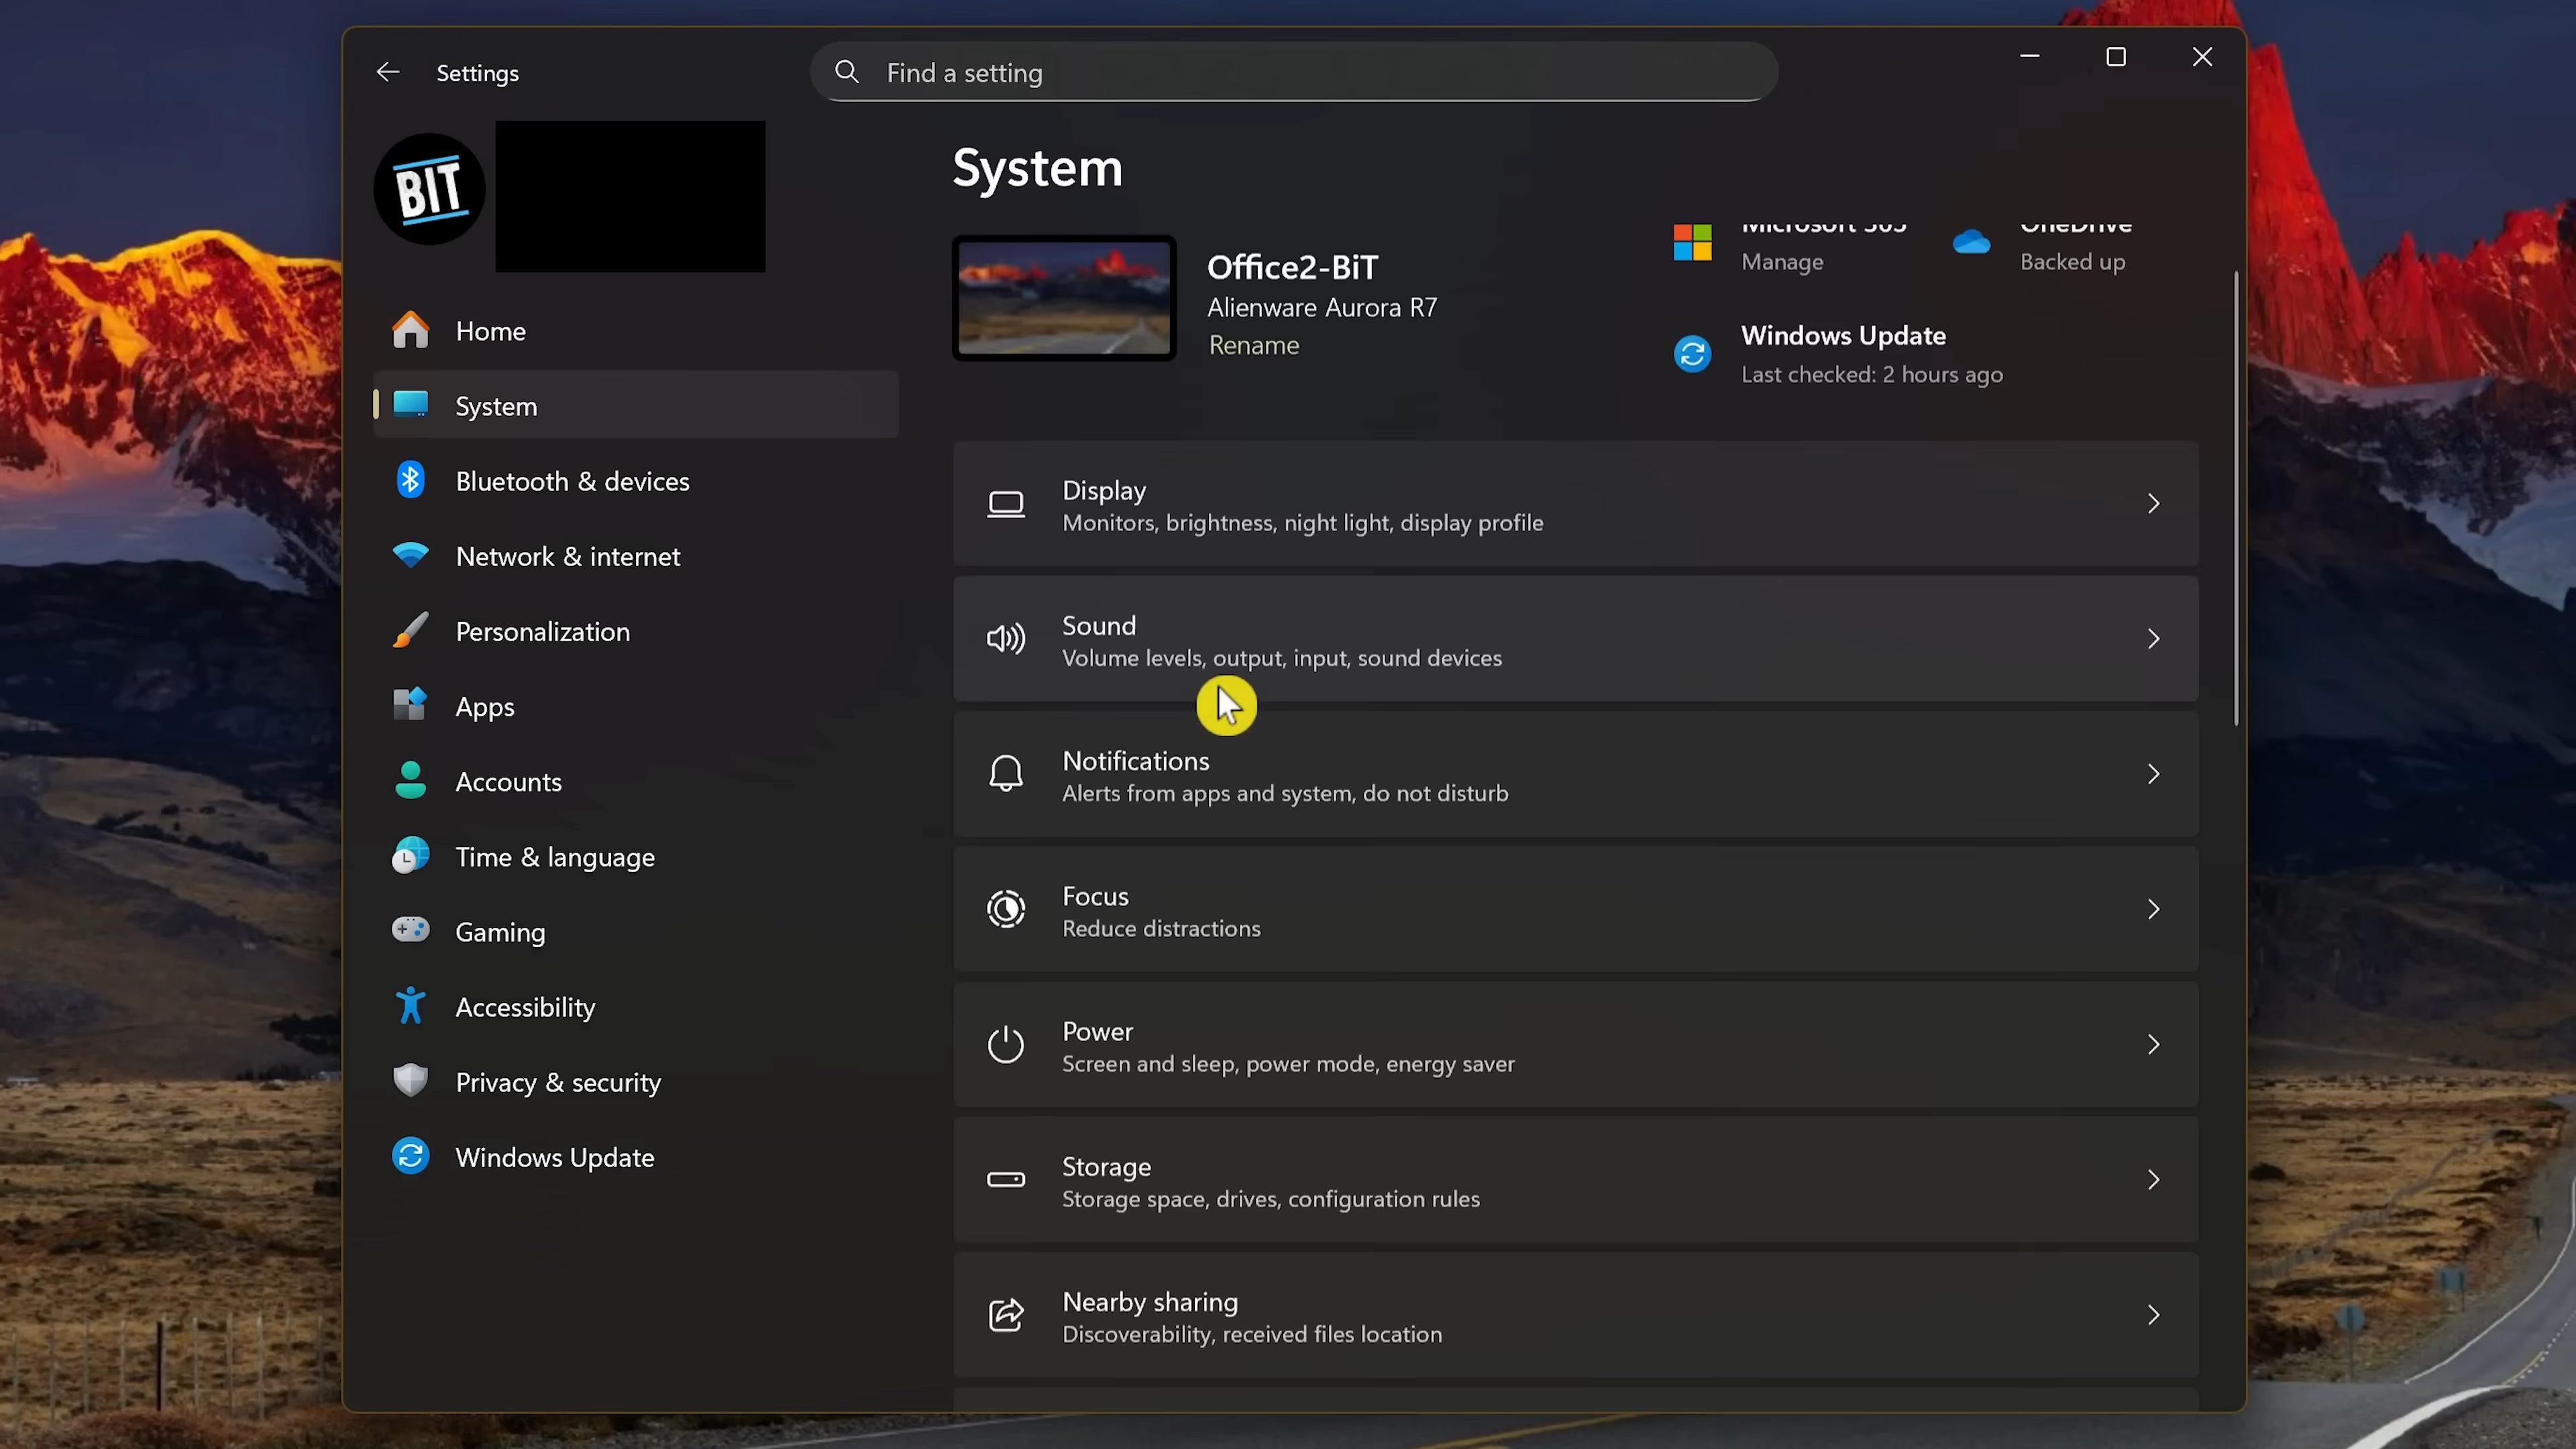 Settings
Find a setting
BIT
Home
System
Bluetooth & devices
Network & internet
Personalization
Apps
Accounts
Time & language
Gaming
Accessibility
Privacy & security
Windows Update
System
Office2-BiT
Alienware Aurora R7
Rename
Microsoft 365
Manage
OneDrive
Backed up
Windows Update
Last checked: 2 hours ago
Display
Monitors, brightness, night light, display profile
Sound
Volume levels, output, input, sound devices
Notifications
Alerts from apps and system, do not disturb
Focus
Reduce distractions
Power
Screen and sleep, power mode, energy saver
Storage
Storage space, drives, configuration rules
Nearby sharing
Discoverability, received files location